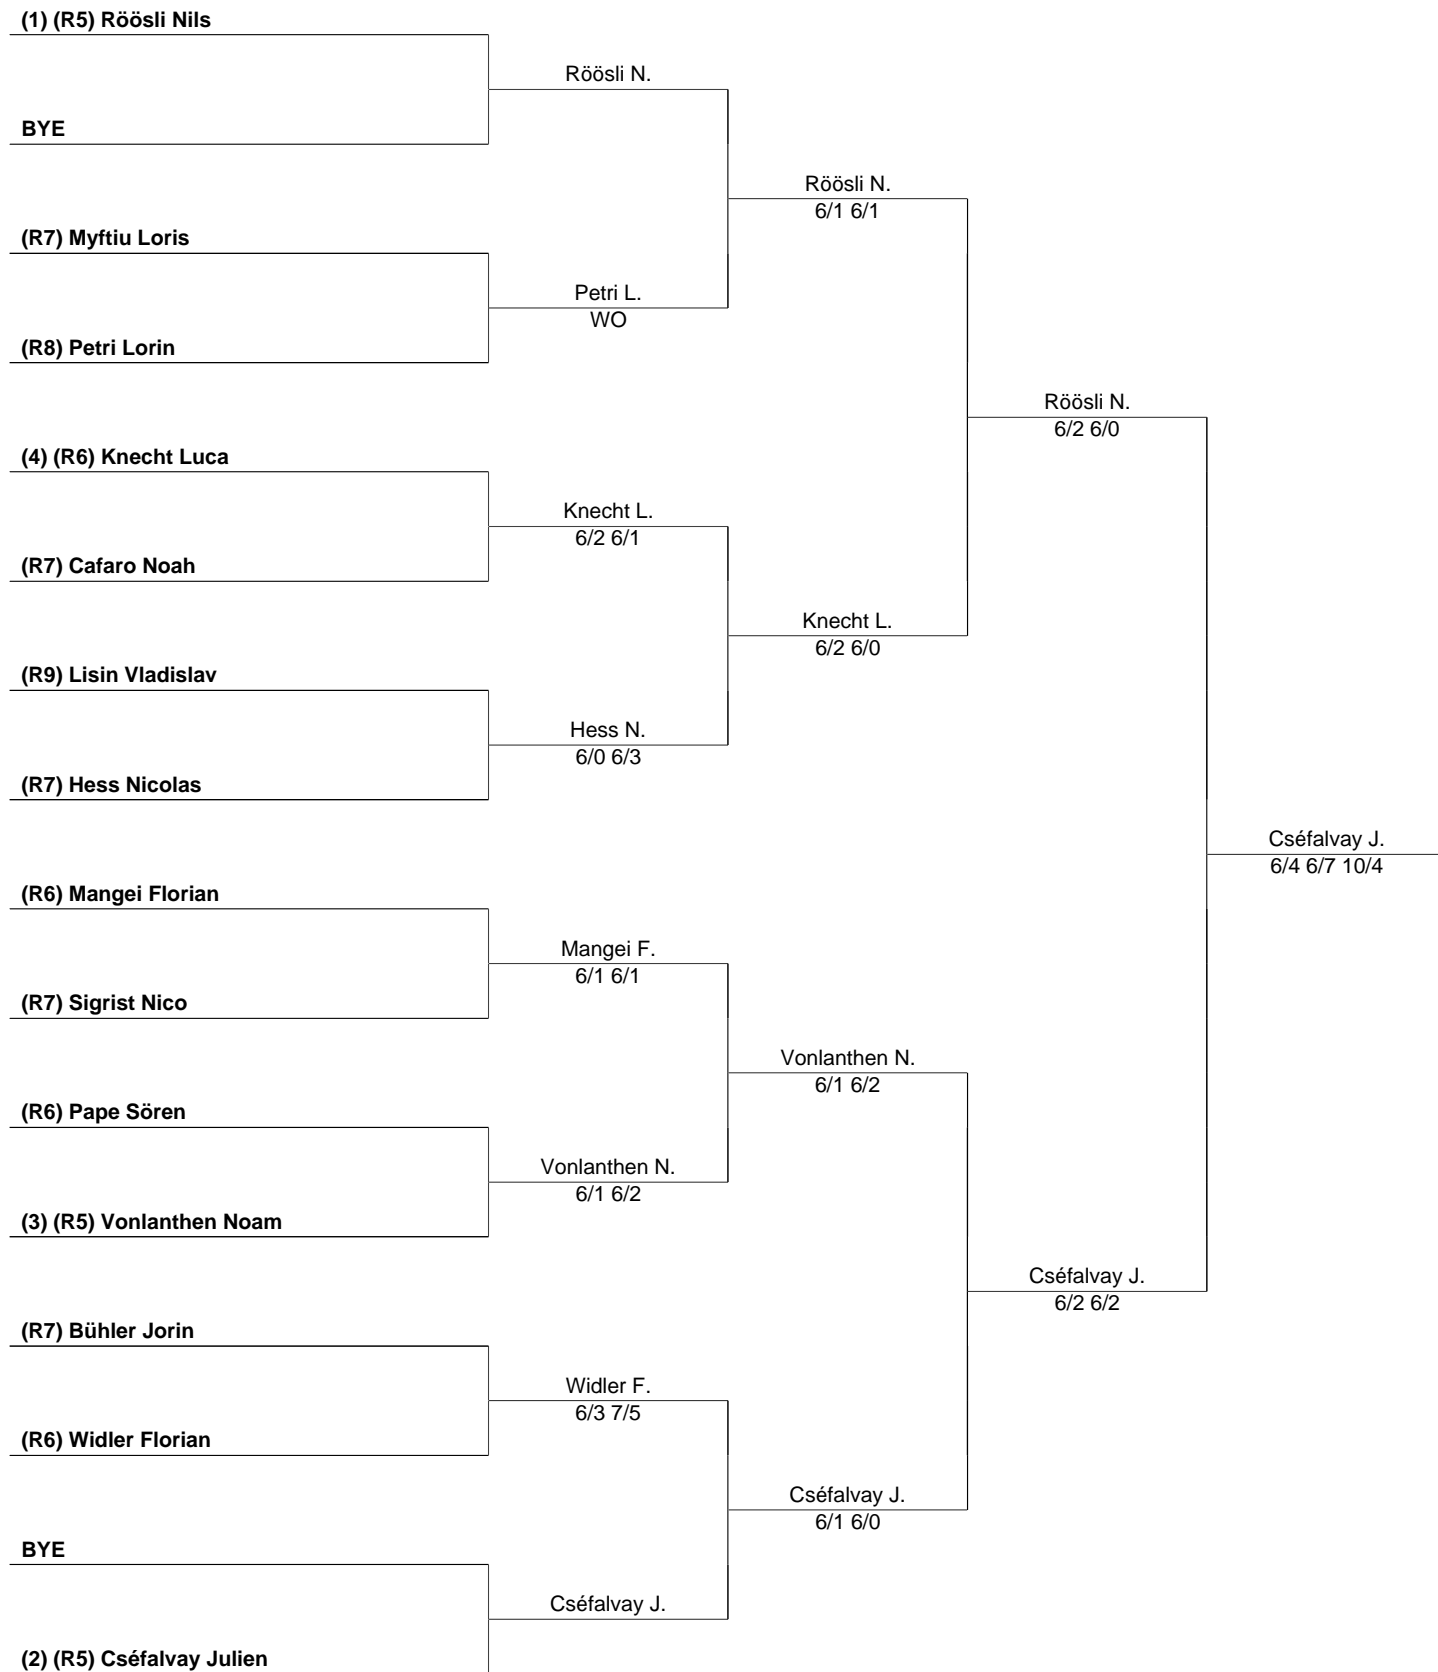 (1) (R5) Röösli Nils
Röösli N.
BYE
Röösli N.
6/1 6/1
(R7) Myftiu Loris
Petri L.
WO
(R8) Petri Lorin
Röösli N.
6/2 6/0
(4) (R6) Knecht Luca
Knecht L.
6/2 6/1
(R7) Cafaro Noah
Knecht L.
6/2 6/0
(R9) Lisin Vladislav
Hess N.
6/0 6/3
(R7) Hess Nicolas
Cséfalvay J.
6/4 6/7 10/4
(R6) Mangei Florian
Mangei F.
6/1 6/1
(R7) Sigrist Nico
Vonlanthen N.
6/1 6/2
(R6) Pape Sören
Vonlanthen N.
6/1 6/2
(3) (R5) Vonlanthen Noam
Cséfalvay J.
6/2 6/2
(R7) Bühler Jorin
Widler F.
6/3 7/5
(R6) Widler Florian
Cséfalvay J.
6/1 6/0
BYE
Cséfalvay J.
(2) (R5) Cséfalvay Julien